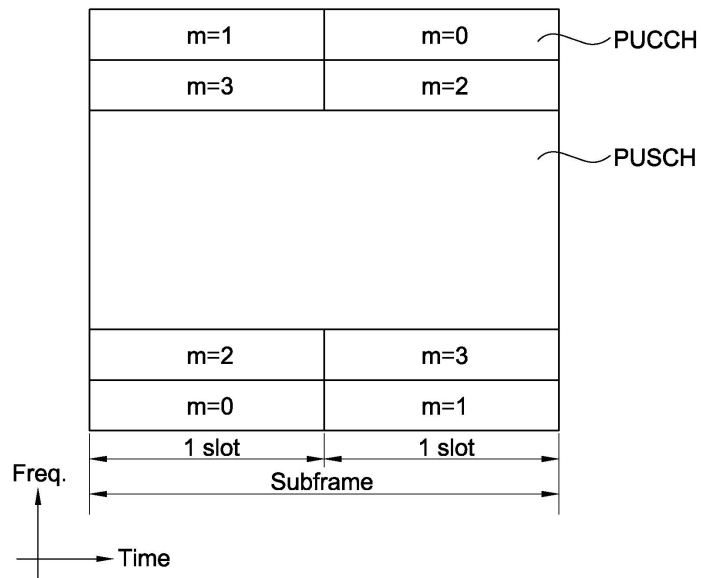 m=1 m=0 PUCCH
m=3 m=2
PUSCH
m=2 m=3
m=0 m=1
1 slot 1 slot
Freq. Subframe
Time